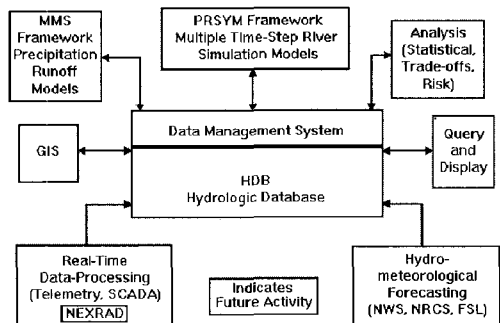 MMS
Framework
Precipitation
Runoff
Models
PRSYM Framework
Multiple Time-Step River
Simulation Models
Analysis
(Statistical,
Trade-offs,
Risk)
Data Management System
GIS
HDB
Hydrologic Database
Query
and
Display
Real-Time
Data-Processing
(Telemetry, SCADA)
NEXRAD
Indicates
Future Activity
Hydro-
meteorological
Forecasting
(NWS, NRCS, FSL)